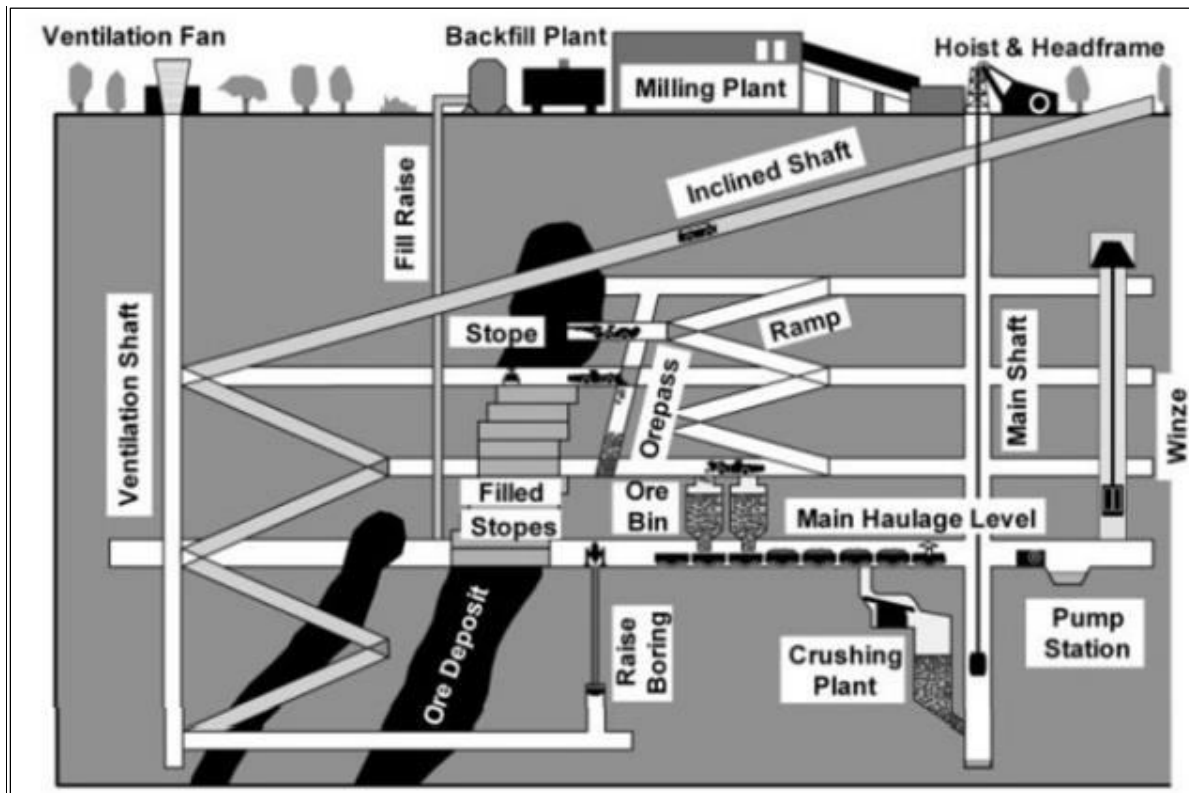 Ventilation Fan
Backfill Plant
Hoist & Headframe
Milling Plant
Inclined Shaft
Fill Raise
Stope
Ramp
Orepass
Ventilation Shaft
Main Shaft
Winze
Filled
Stopes
Ore
Bin
Main Haulage Level
Ore Deposit
Raise
Boring
Crushing
Plant
Pump
Station